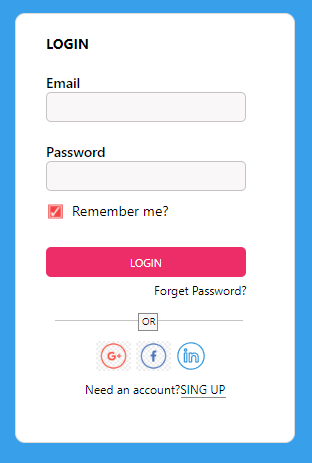 LOGIN
Email
Password
Remember me?
LOGIN
Forget Password?
OR
G+ f in
Need an account?SING UP